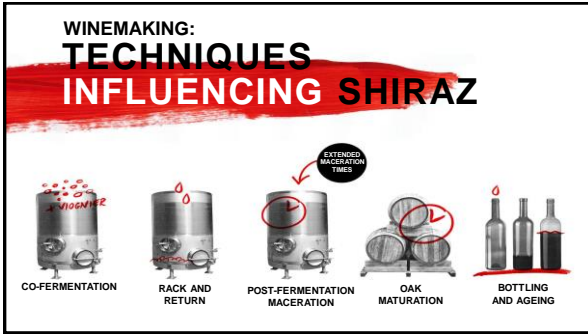 WINEMAKING:
TECHNIQUES
INFLUENCING SHIRAZ
EXTENDED
MACERATION
TIMES
+ VIOGNIER
CO-FERMENTATION
RACK AND
RETURN
POST-FERMENTATION
MACERATION
OAK
MATURATION
BOTTLING
AND AGEING